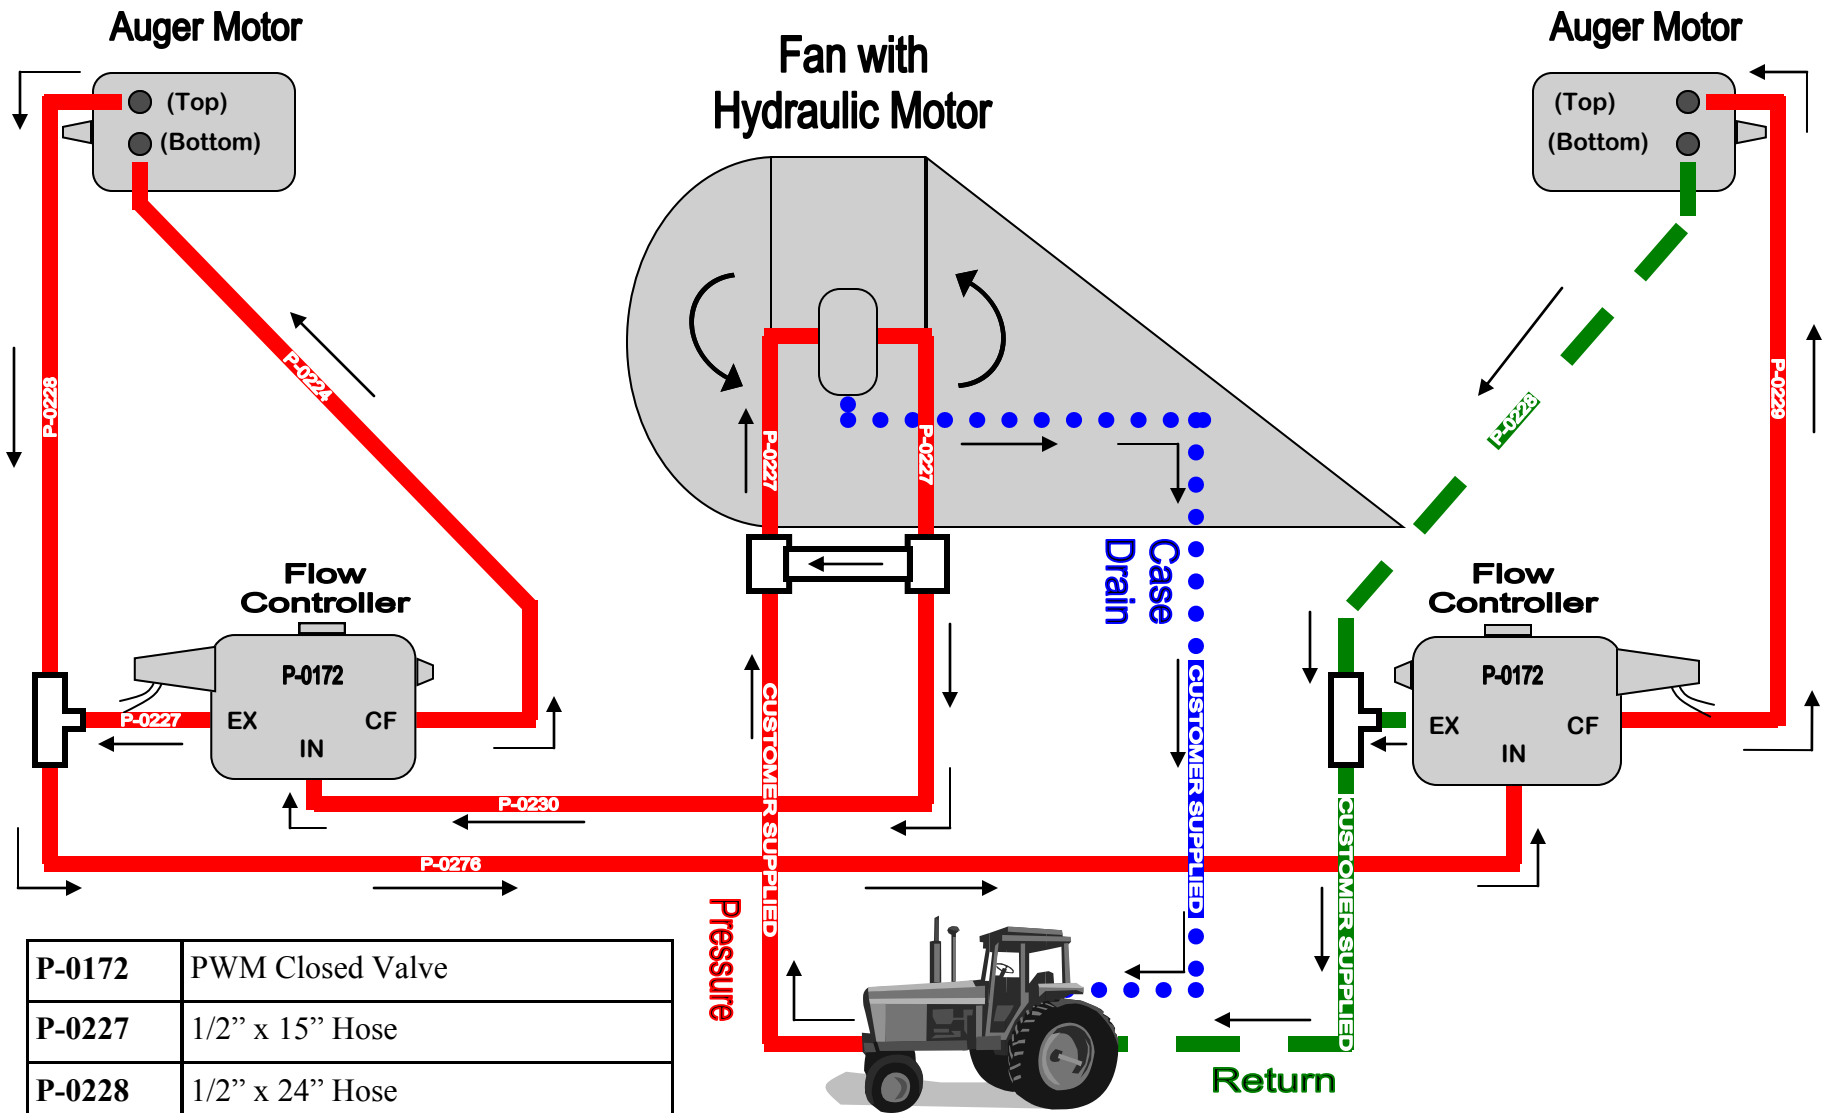 Auger Motor
(Top)
(Bottom)
Fan with
Hydraulic Motor
Auger Motor
(Top)
(Bottom)
P-0228
P-0224
P-0227
P-0227
P-0228
P-0229
Case
Drain
Flow
Controller
P-0172
EX
CF
IN
P-0227
Flow
Controller
P-0172
EX
CF
IN
P-0230
P-0276
CUSTOMER SUPPLIED
CUSTOMER SUPPLIED
CUSTOMER SUPPLIED
Pressure
Return
P-0172 PWM Closed Valve
P-0227 1/2” x 15” Hose
P-0228 1/2” x 24” Hose